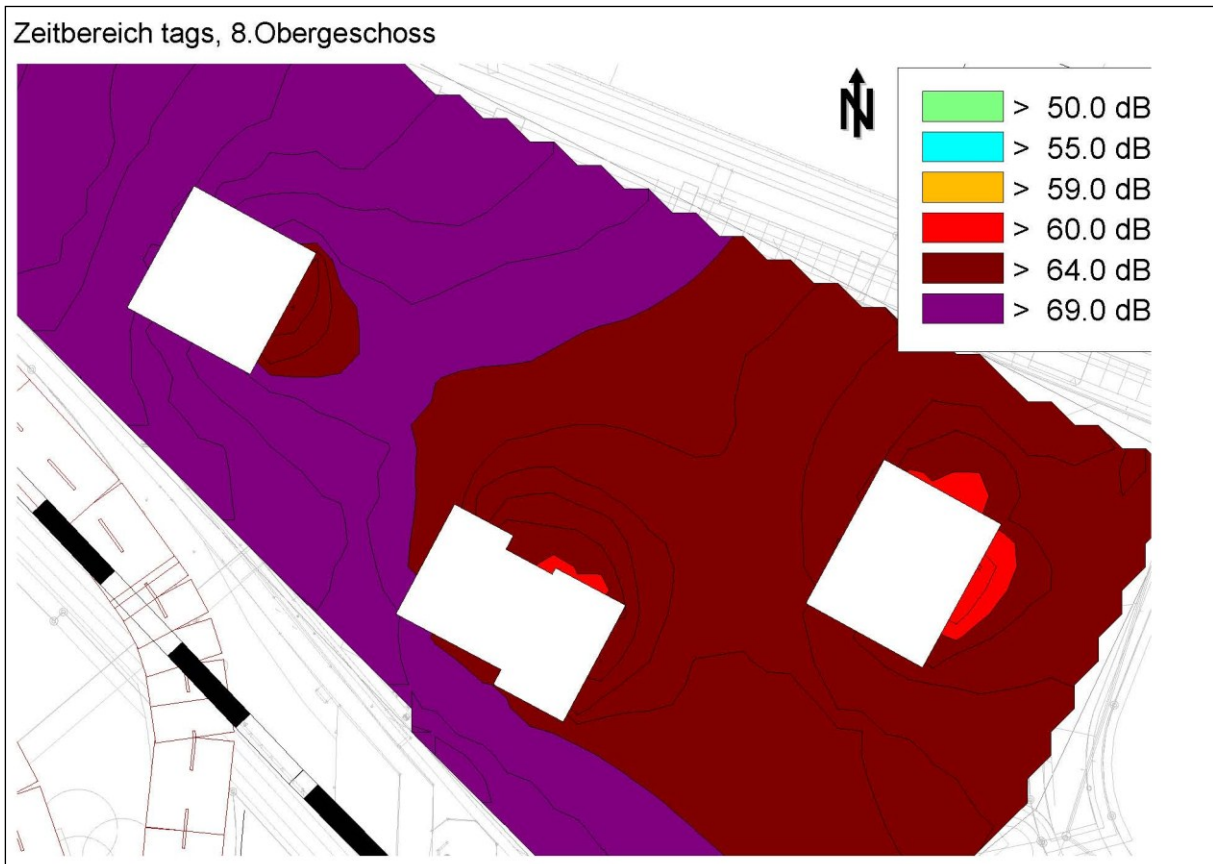 Zeitbereich tags, 8.Obergeschoss
N
> 50.0 dB
> 55.0 dB
> 59.0 dB
> 60.0 dB
> 64.0 dB
> 69.0 dB